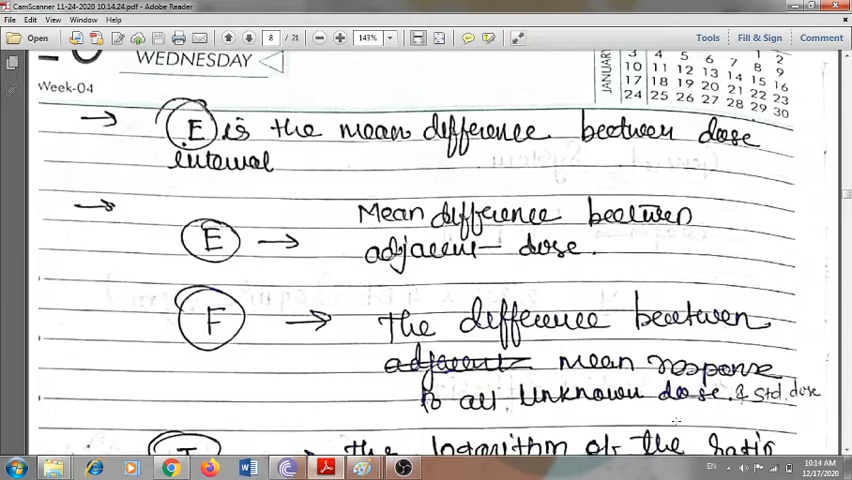 CamScanner 11-24-2020 10.14.24.pdf - Adobe Reader
File Edit View Window Help
Open 8 / 21 143% Tools Fill & Sign Comment
WEDNESDAY
Week-04
JANUARY
3 4 5 6 7 8 9
10 11 12 13 14 15 16
17 18 19 20 21 22 23
24 25 26 27 28 29 30
→ E is the mean difference beetween dose
interval
→ Mean difference beetween
E → adjacent dose.
F → The difference beetween
adjacent mean response
to all unknown dose. & Std. dose
I → the logarithm of the ratio
EN 10:14 AM
12/17/2020